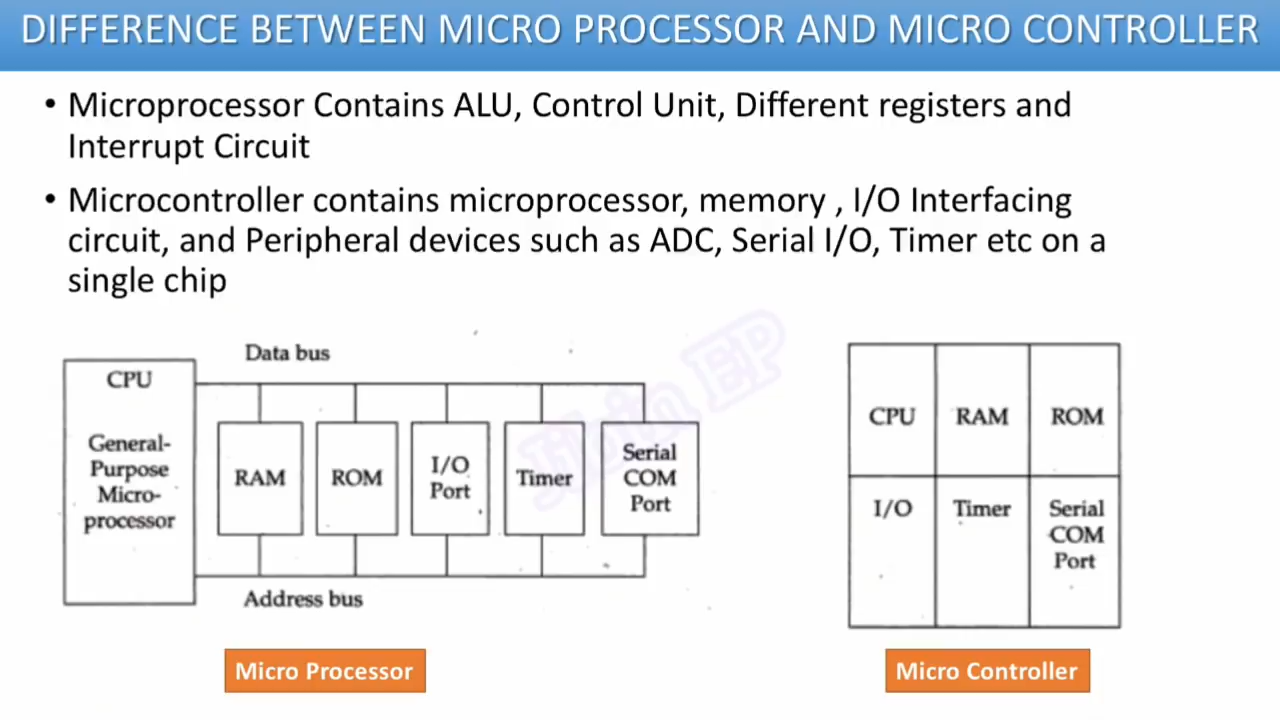 DIFFERENCE BETWEEN MICRO PROCESSOR AND MICRO CONTROLLER
• Microprocessor Contains ALU, Control Unit, Different registers and
Interrupt Circuit
• Microcontroller contains microprocessor, memory , I/O Interfacing
circuit, and Peripheral devices such as ADC, Serial I/O, Timer etc on a
single chip
Data bus
CPU
General-
Purpose
Micro-
processor
RAM
ROM
I/O
Port
Timer
Serial
COM
Port
Address bus
Micro Processor
CPU
RAM
ROM
I/O
Timer
Serial
COM
Port
Micro Controller
Jibin EP